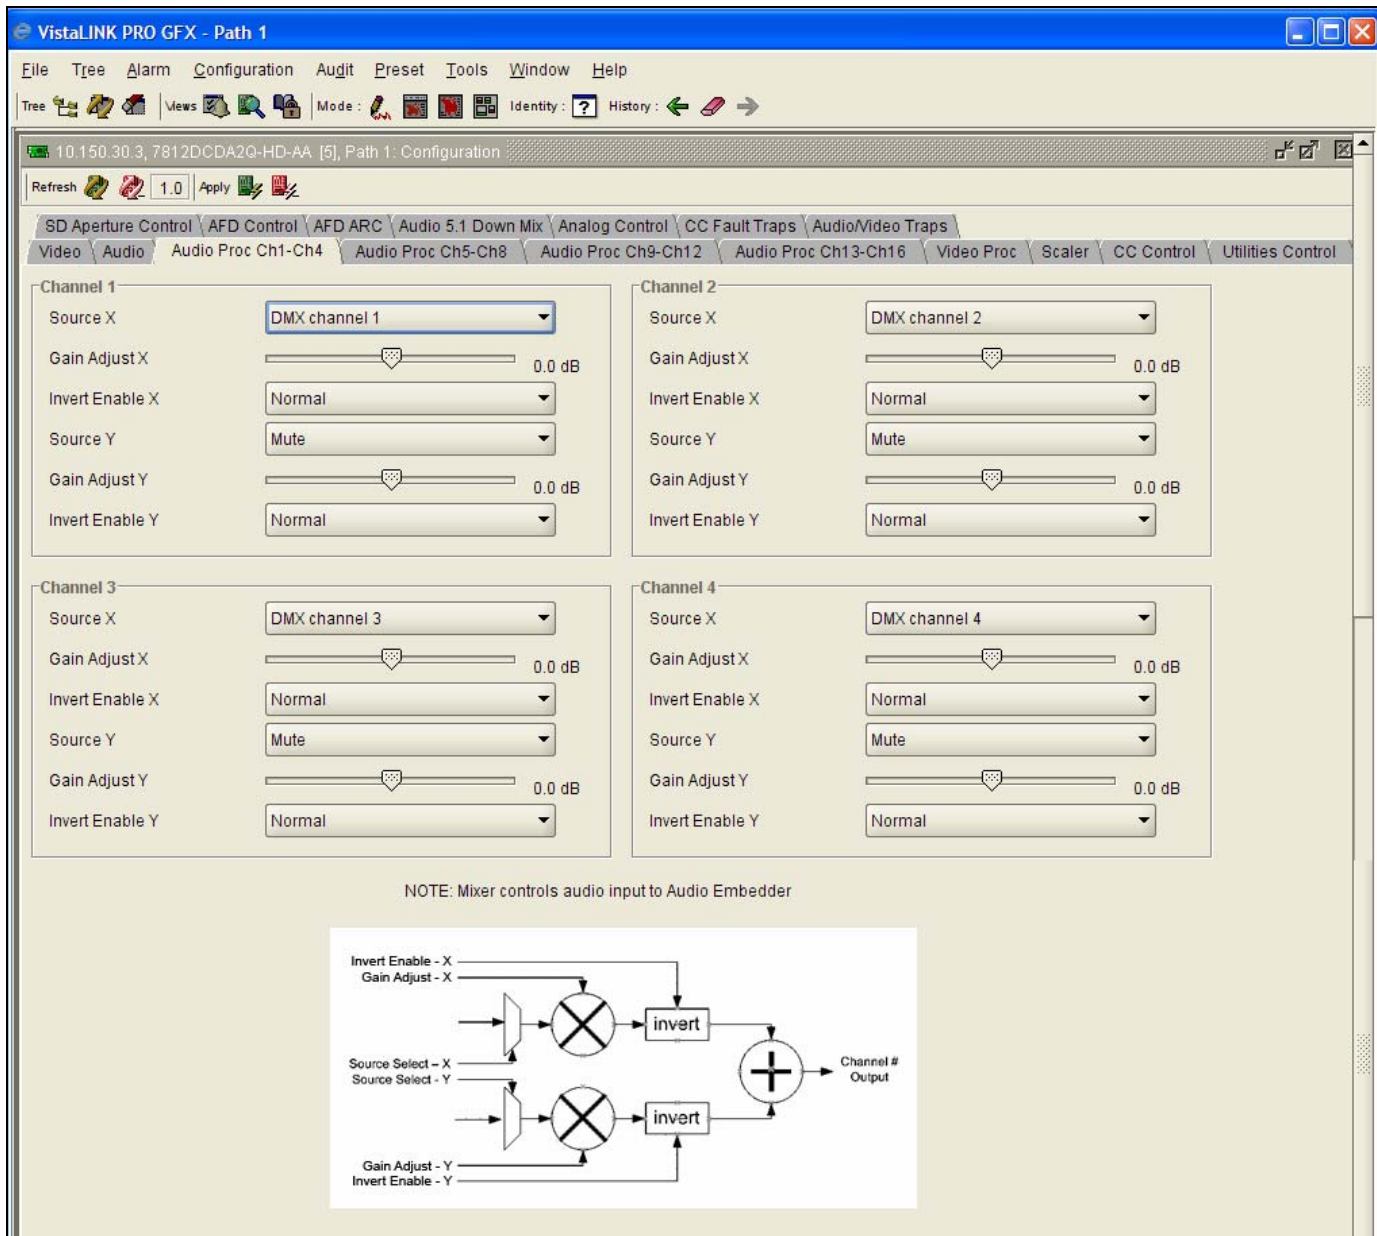 VistaLINK PRO GFX - Path 1
File Tree Alarm Configuration Audit Preset Tools Window Help
Tree Views Mode : Identity : ? History :
10.150.30.3, 7812DCDA2Q-HD-AA [5], Path 1: Configuration
Refresh 1.0 Apply
SD Aperture Control AFD Control AFD ARC Audio 5.1 Down Mix Analog Control CC Fault Traps Audio/Video Traps
Video Audio Audio Proc Ch1-Ch4 Audio Proc Ch5-Ch8 Audio Proc Ch9-Ch12 Audio Proc Ch13-Ch16 Video Proc Scaler CC Control Utilities Control
Channel 1
Source X DMX channel 1
Gain Adjust X 0.0 dB
Invert Enable X Normal
Source Y Mute
Gain Adjust Y 0.0 dB
Invert Enable Y Normal
Channel 2
Source X DMX channel 2
Gain Adjust X 0.0 dB
Invert Enable X Normal
Source Y Mute
Gain Adjust Y 0.0 dB
Invert Enable Y Normal
Channel 3
Source X DMX channel 3
Gain Adjust X 0.0 dB
Invert Enable X Normal
Source Y Mute
Gain Adjust Y 0.0 dB
Invert Enable Y Normal
Channel 4
Source X DMX channel 4
Gain Adjust X 0.0 dB
Invert Enable X Normal
Source Y Mute
Gain Adjust Y 0.0 dB
Invert Enable Y Normal
NOTE: Mixer controls audio input to Audio Embedder
Invert Enable - X
Gain Adjust - X
invert
Source Select – X
Source Select - Y
Channel #
Output
invert
Gain Adjust - Y
Invert Enable - Y